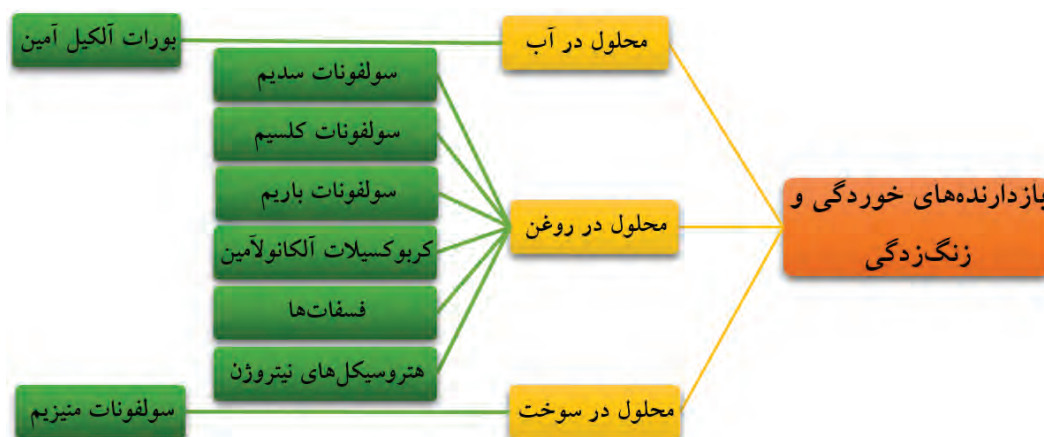 بازدارنده‌های خوردگی و
زنگ‌زدگی
محلول در آب
بورات آلکیل آمین
محلول در روغن
سولفونات سدیم
سولفونات کلسیم
سولفونات باریم
کربوکسیلات آلکانولآمین
فسفات‌ها
هتروسیکل‌های نیتروژن
محلول در سوخت
سولفونات منیزیم